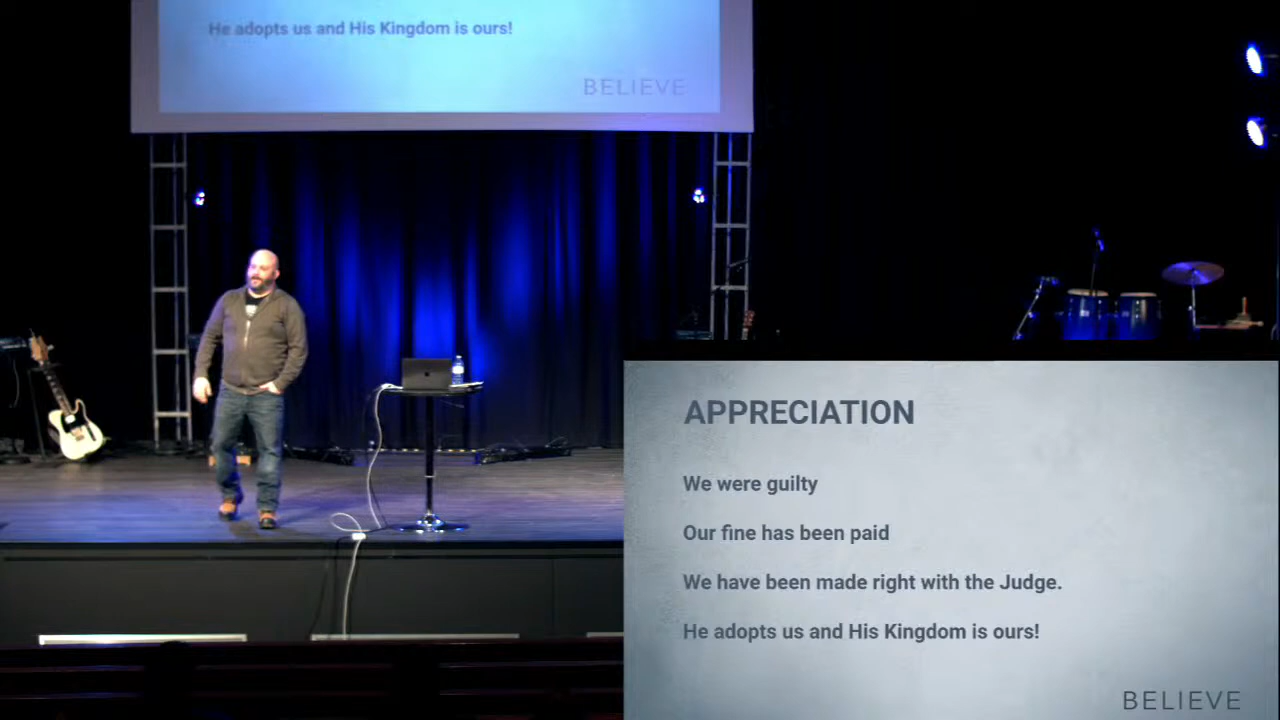 He adopts us and His Kingdom is ours!
BELIEVE
APPRECIATION
We were guilty
Our fine has been paid
We have been made right with the Judge.
He adopts us and His Kingdom is ours!
BELIEVE